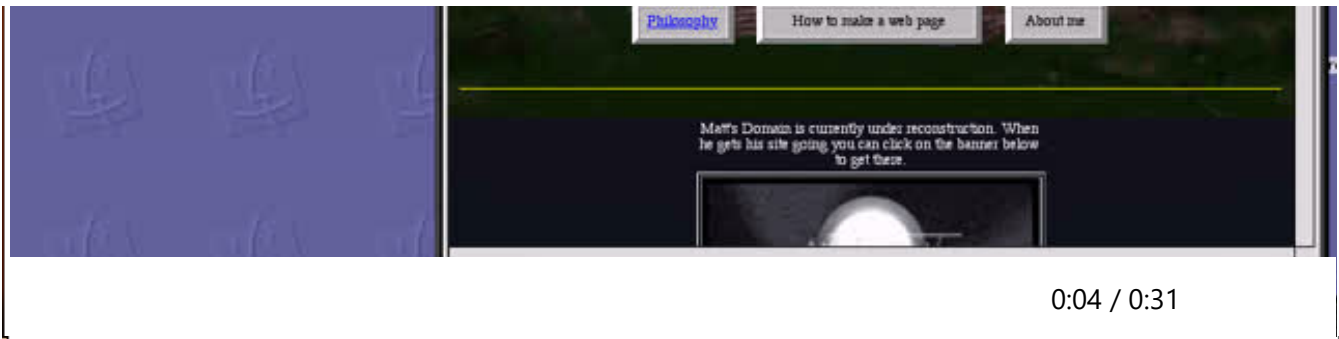 Philosophy How to make a web page About me
Matt's Domain is currently under reconstruction. When
he gets his site going you can click on the banner below
to get there.
0:04 / 0:31